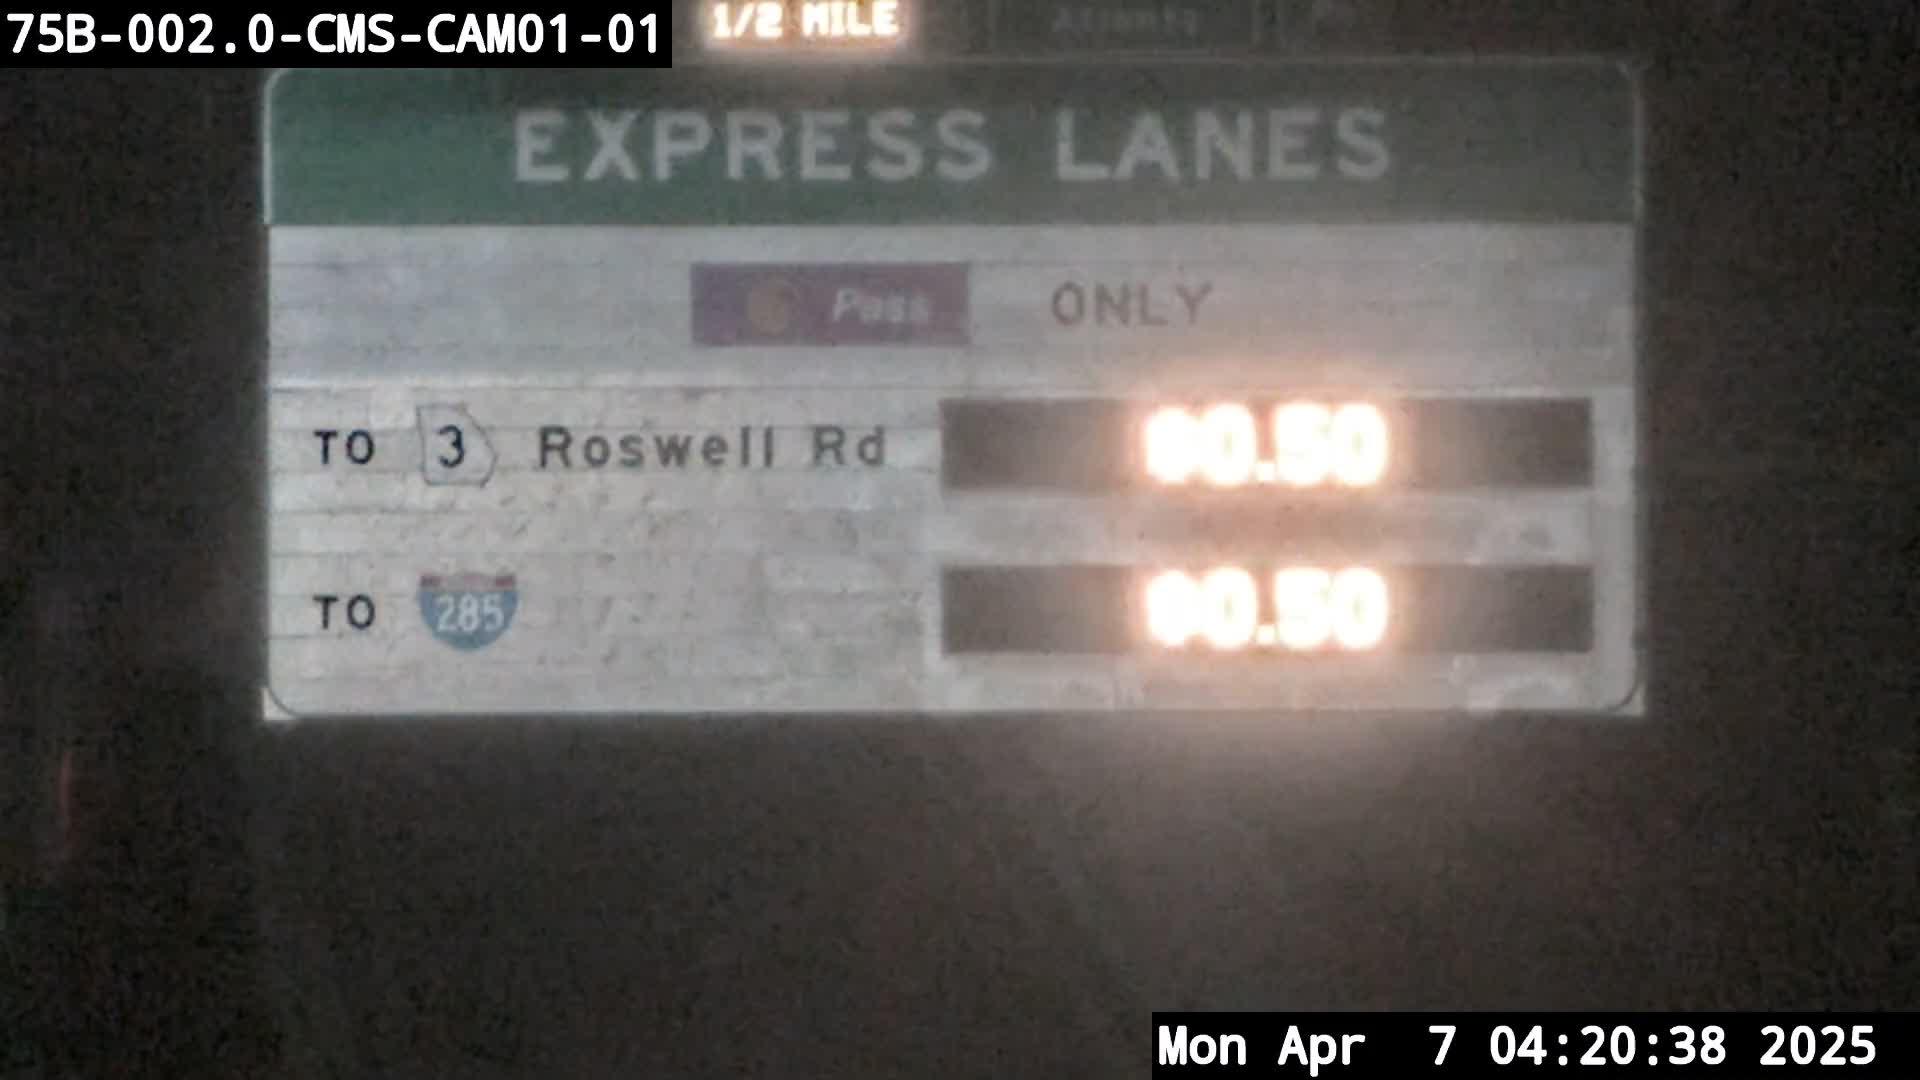 75B-002.0-CMS-CAM01-01
1/2 MILE
EXPRESS LANES
Pass ONLY
TO 3 Roswell Rd $0.50
TO 285 $0.50
Mon Apr 7 04:20:38 2025